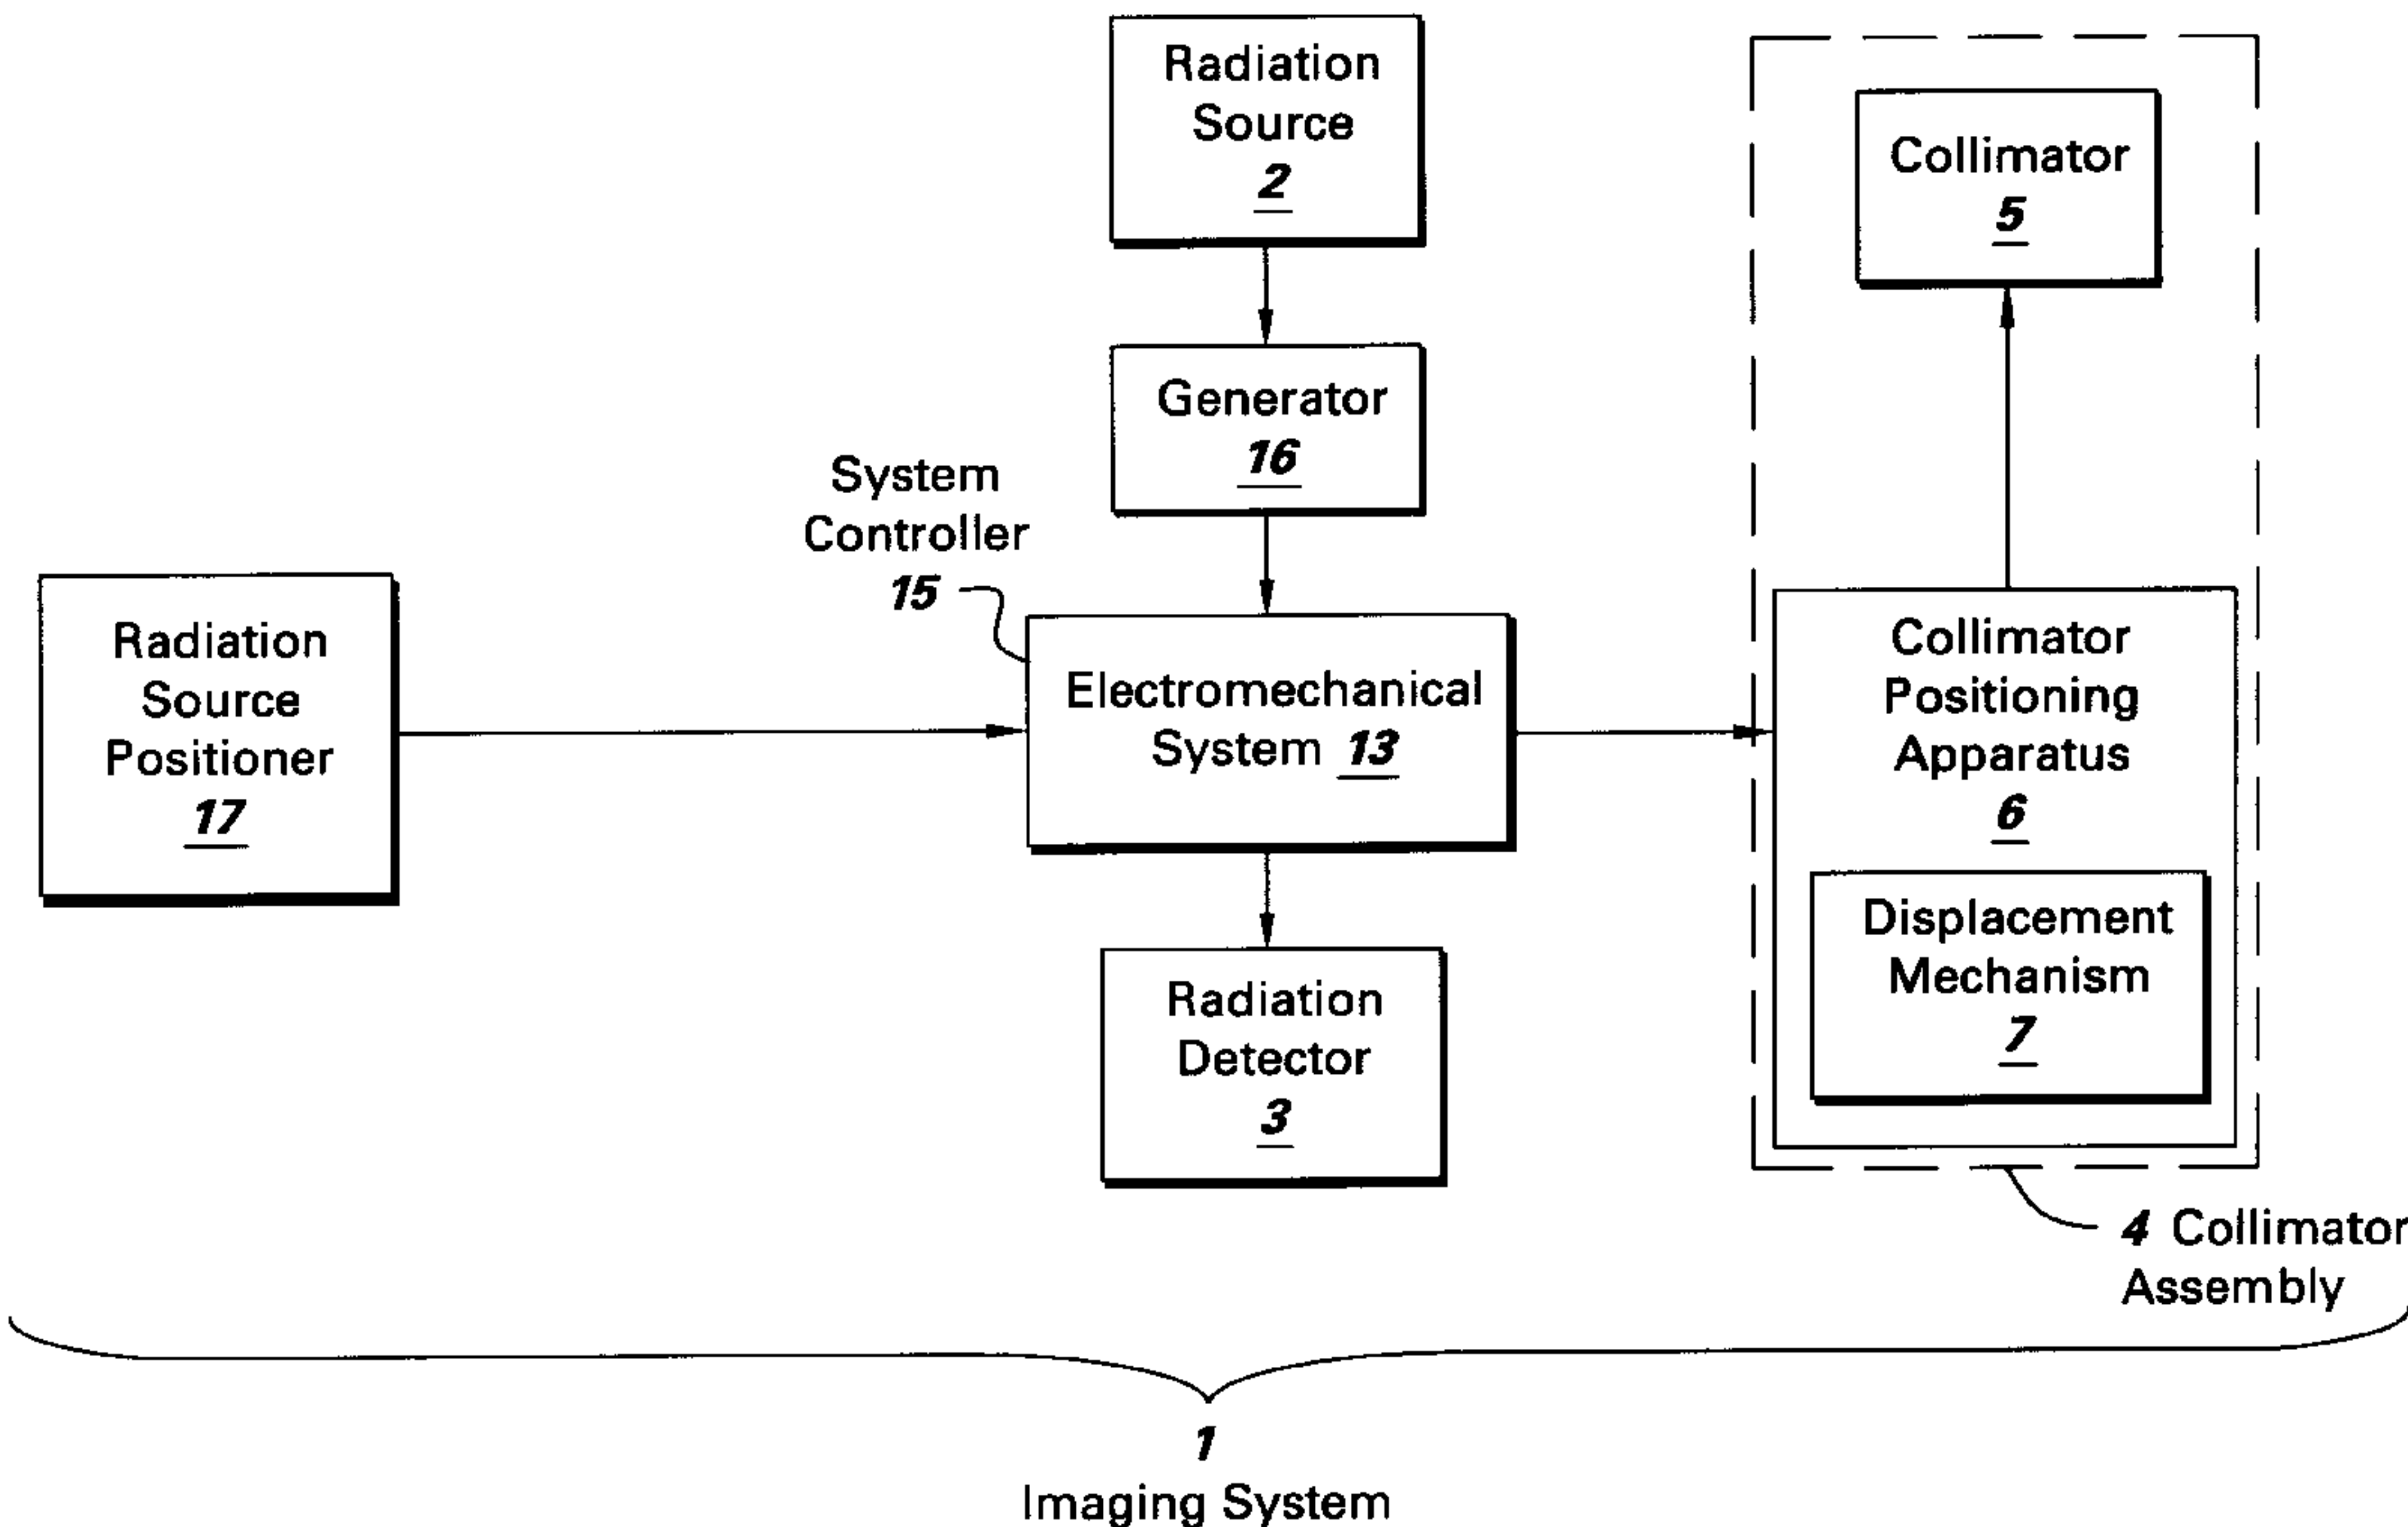 Radiation
Source
2
Collimator
5
Generator
16
System
Controller
15
Radiation
Source
Positioner
17
Electromechanical
System 13
Collimator
Positioning
Apparatus
6
Displacement
Mechanism
7
Radiation
Detector
3
4 Collimator
Assembly
1
Imaging System